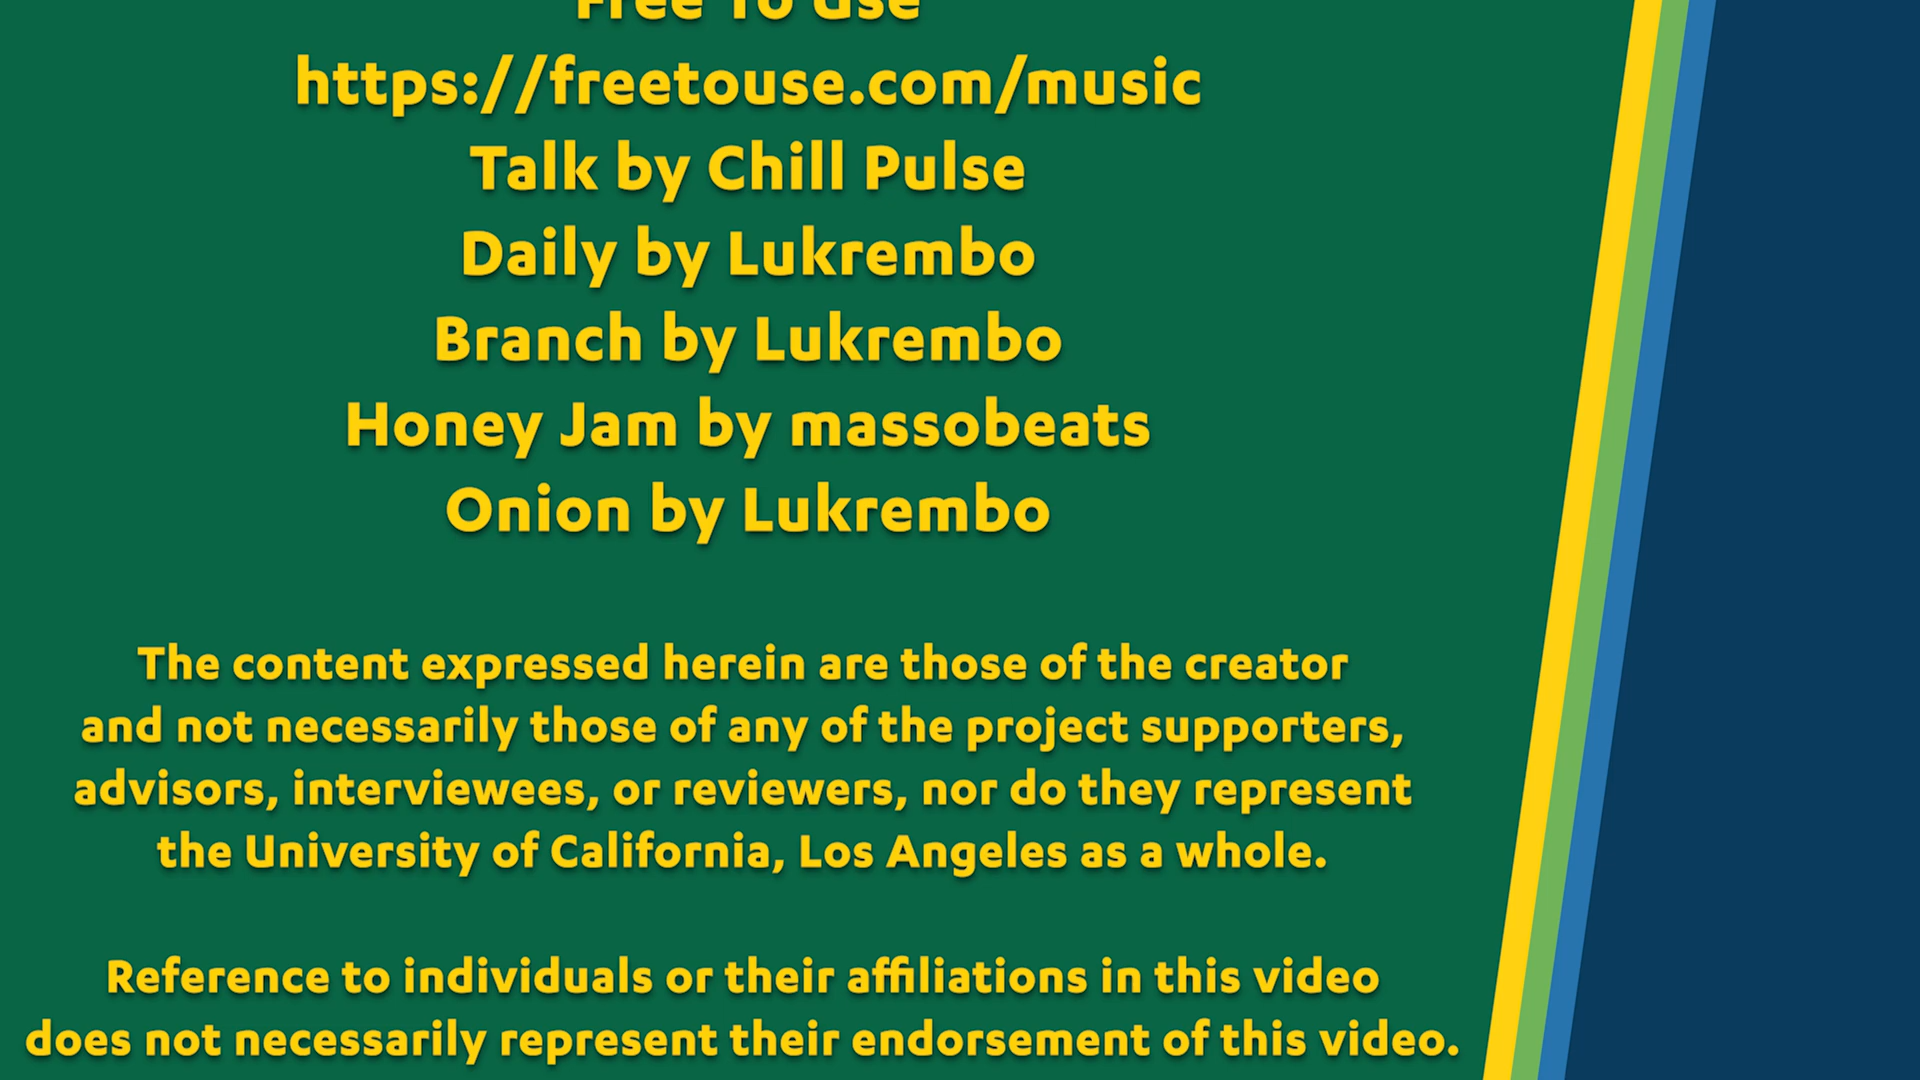 Free To Use
https://freetouse.com/music
Talk by Chill Pulse
Daily by Lukrembo
Branch by Lukrembo
Honey Jam by massobeats
Onion by Lukrembo
The content expressed herein are those of the creator
and not necessarily those of any of the project supporters,
advisors, interviewees, or reviewers, nor do they represent
the University of California, Los Angeles as a whole.
Reference to individuals or their affiliations in this video
does not necessarily represent their endorsement of this video.